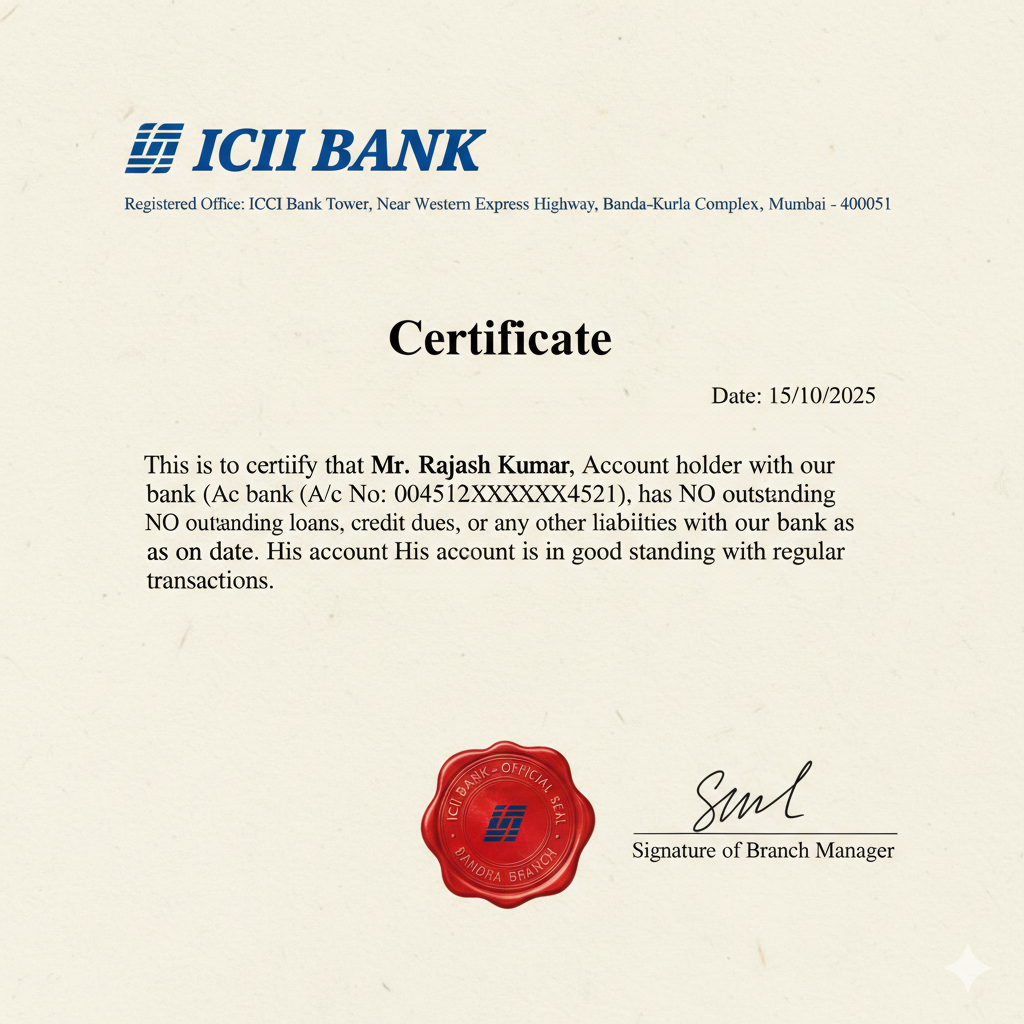 ICII BANK
Registered Office: ICCI Bank Tower, Near Western Express Highway, Banda-Kurla Complex, Mumbai - 400051
Certificate
Date: 15/10/2025
This is to certiify that Mr. Rajash Kumar, Account holder with our
bank (Ac bank (A/c No: 004512XXXXXX4521), has NO outstanding
NO outanding loans, credit dues, or any other liabiities with our bank as
as on date. His account His account is in good standing with regular
transactions.
ICII BANK - OFFICIAL SEAL
BANDRA BRANCH
Signature of Branch Manager